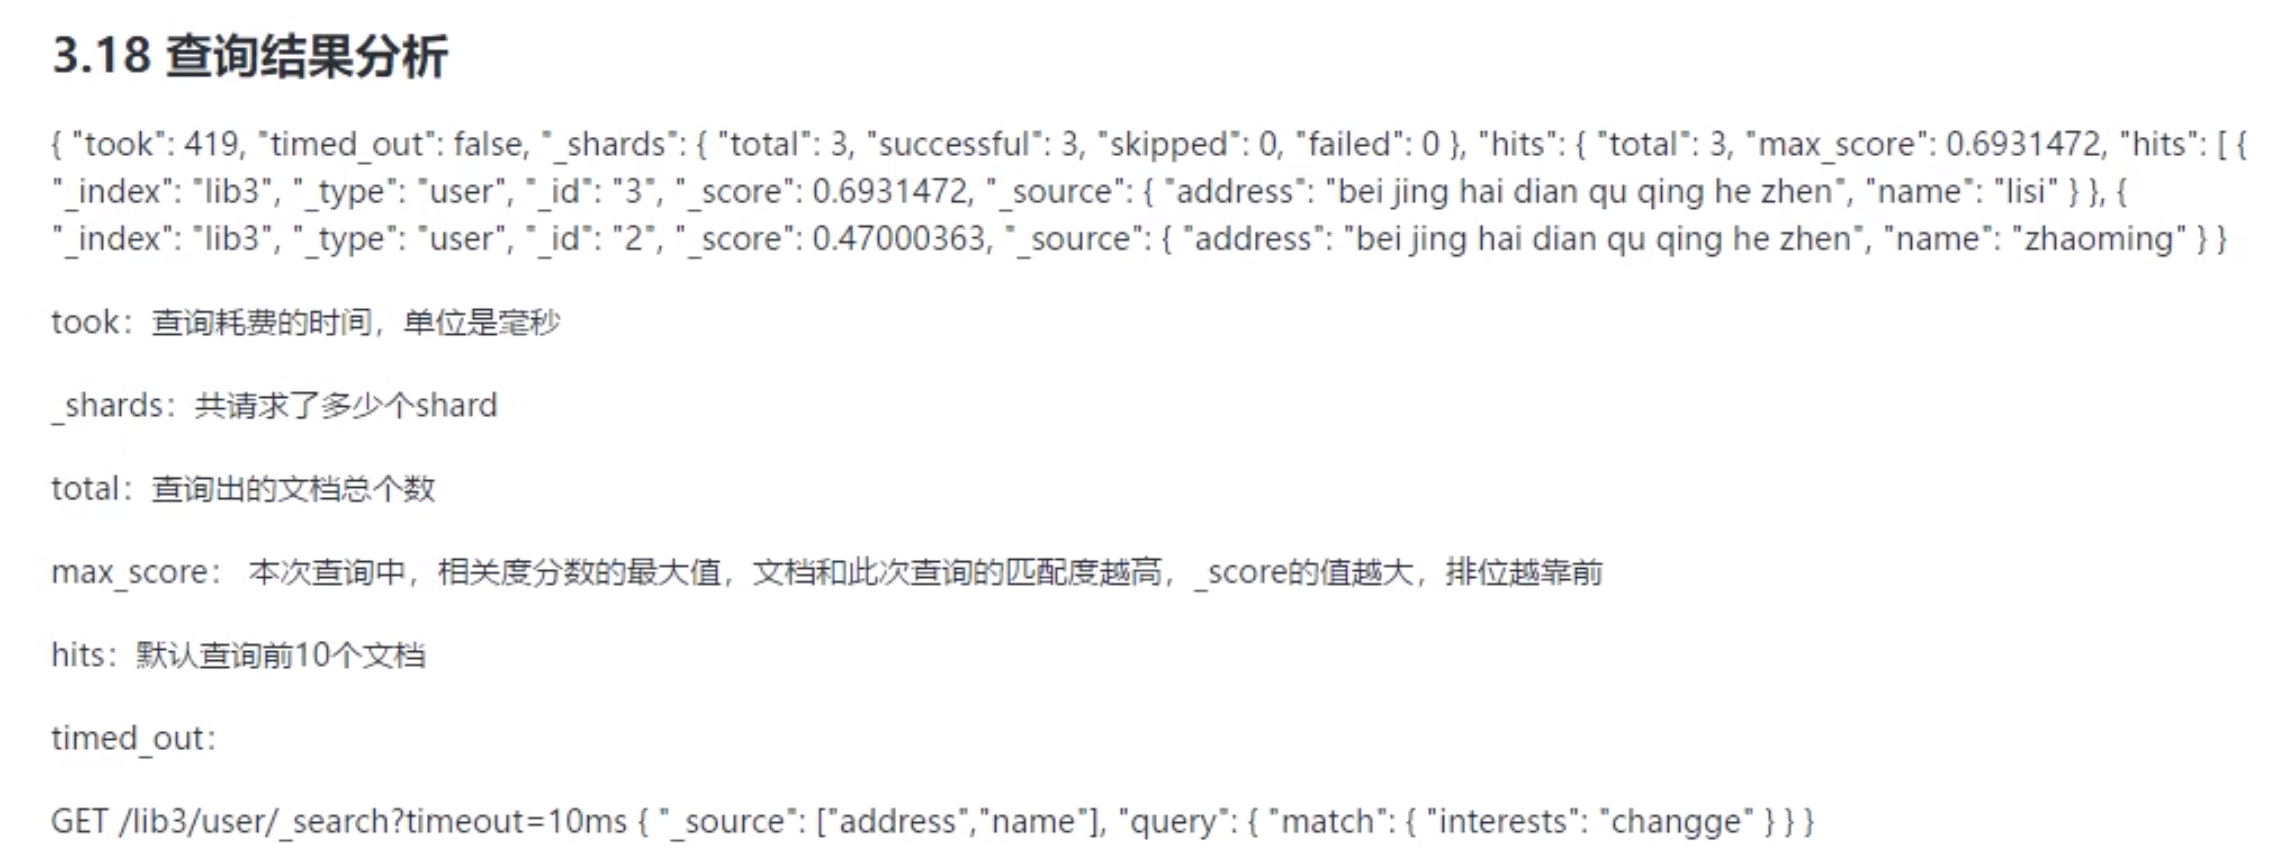 3.18 查询结果分析
{ "took": 419, "timed_out": false, "_shards": { "total": 3, "successful": 3, "skipped": 0, "failed": 0 }, "hits": { "total": 3, "max_score": 0.6931472, "hits": [ {
"_index": "lib3", "_type": "user", "_id": "3", "_score": 0.6931472, "_source": { "address": "bei jing hai dian qu qing he zhen", "name": "lisi" } }, {
"_index": "lib3", "_type": "user", "_id": "2", "_score": 0.47000363, "_source": { "address": "bei jing hai dian qu qing he zhen", "name": "zhaoming" } }
took：查询耗费的时间，单位是毫秒
_shards：共请求了多少个shard
total：查询出的文档总个数
max_score： 本次查询中，相关度分数的最大值，文档和此次查询的匹配度越高，_score的值越大，排位越靠前
hits：默认查询前10个文档
timed_out：
GET /lib3/user/_search?timeout=10ms { "_source": ["address","name"], "query": { "match": { "interests": "changge" } } }